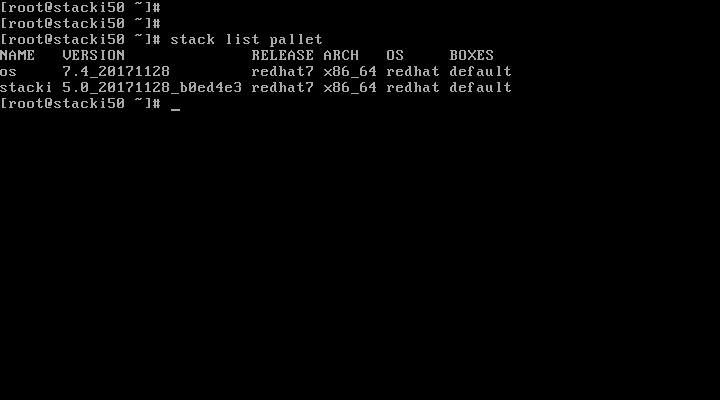 [root@stacki50 ~]#
[root@stacki50 ~]#
[root@stacki50 ~]# stack list pallet
NAME   VERSION              RELEASE ARCH   OS     BOXES
os     7.4_20171128         redhat7 x86_64 redhat default
stacki 5.0_20171128_b0ed4e3 redhat7 x86_64 redhat default
[root@stacki50 ~]# _